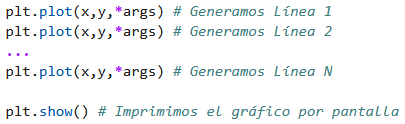 plt.plot(x,y,*args) # Generamos Línea 1
plt.plot(x,y,*args) # Generamos Línea 2
...
plt.plot(x,y,*args) # Generamos Línea N
plt.show() # Imprimimos el gráfico por pantalla